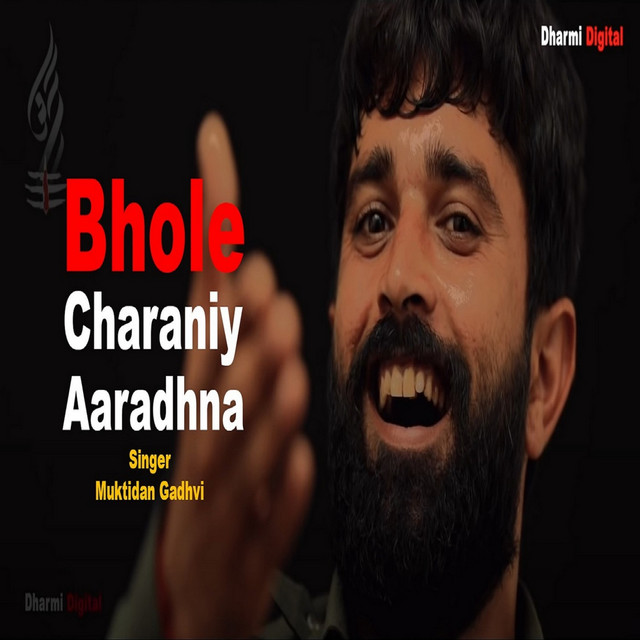 Dharmi Digital
Bhole
Charaniy
Aaradhna
Singer
Muktidan Gadhvi
Dharmi Digital